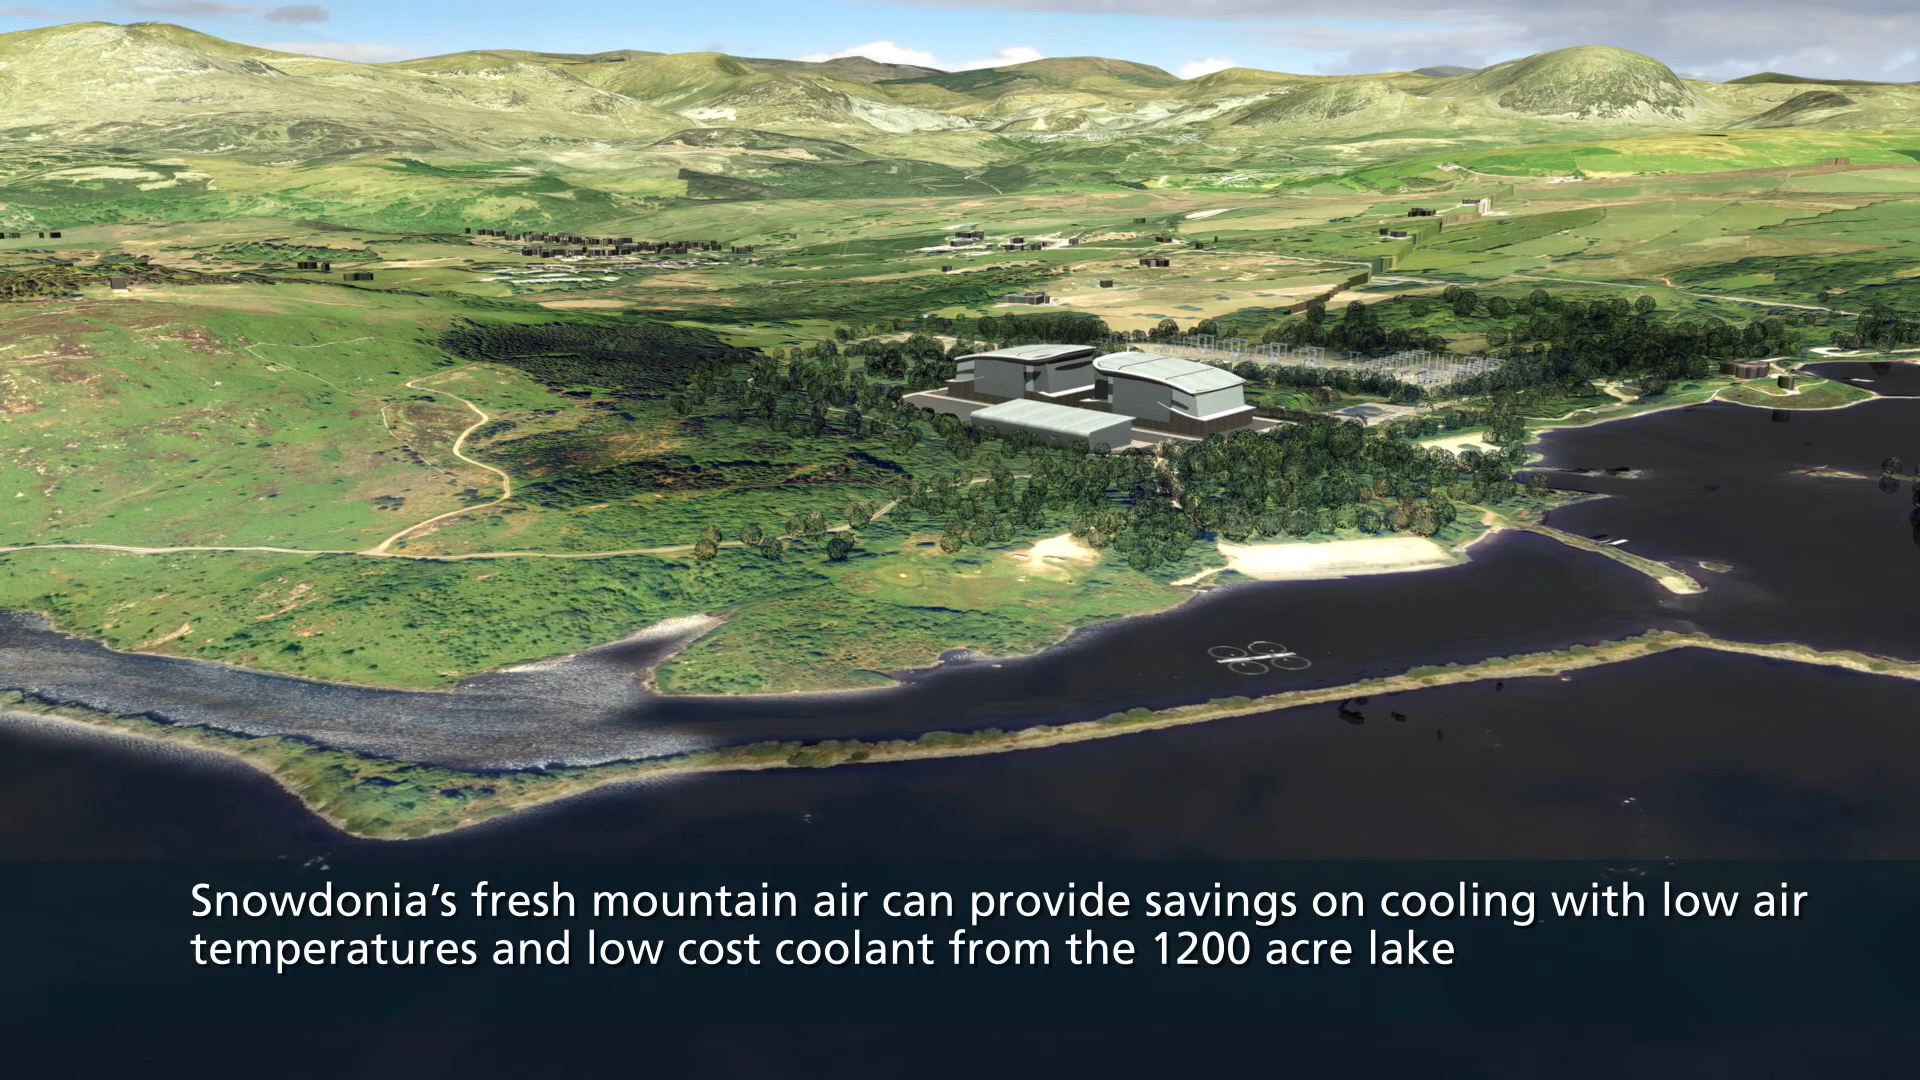 Snowdonia’s fresh mountain air can provide savings on cooling with low air
temperatures and low cost coolant from the 1200 acre lake